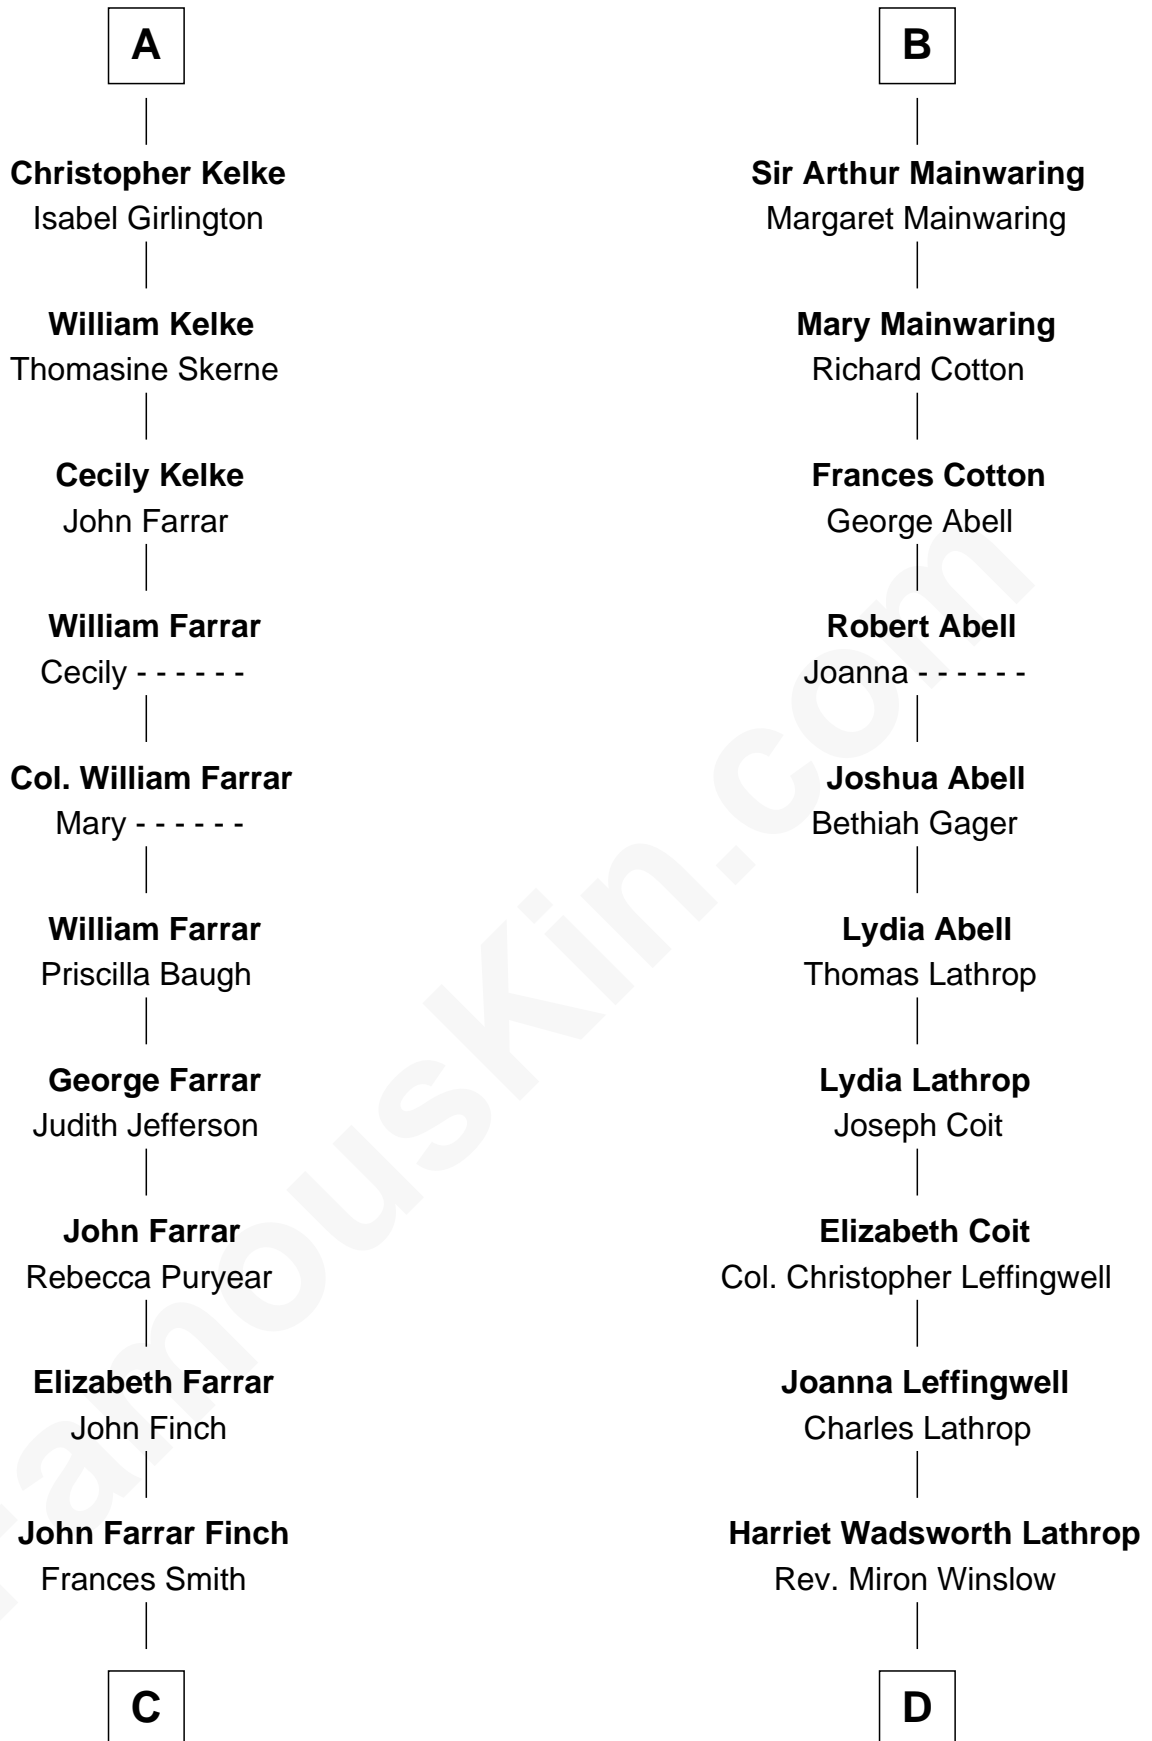 A
Christopher Kelke
Isabel Girlington
William Kelke
Thomasine Skerne
Cecily Kelke
John Farrar
William Farrar
Cecily - - - - - -
Col. William Farrar
Mary - - - - - -
William Farrar
Priscilla Baugh
George Farrar
Judith Jefferson
John Farrar
Rebecca Puryear
Elizabeth Farrar
John Finch
John Farrar Finch
Frances Smith
C
B
Sir Arthur Mainwaring
Margaret Mainwaring
Mary Mainwaring
Richard Cotton
Frances Cotton
George Abell
Robert Abell
Joanna - - - - - -
Joshua Abell
Bethiah Gager
Lydia Abell
Thomas Lathrop
Lydia Lathrop
Joseph Coit
Elizabeth Coit
Col. Christopher Leffingwell
Joanna Leffingwell
Charles Lathrop
Harriet Wadsworth Lathrop
Rev. Miron Winslow
D
FamousKin.com